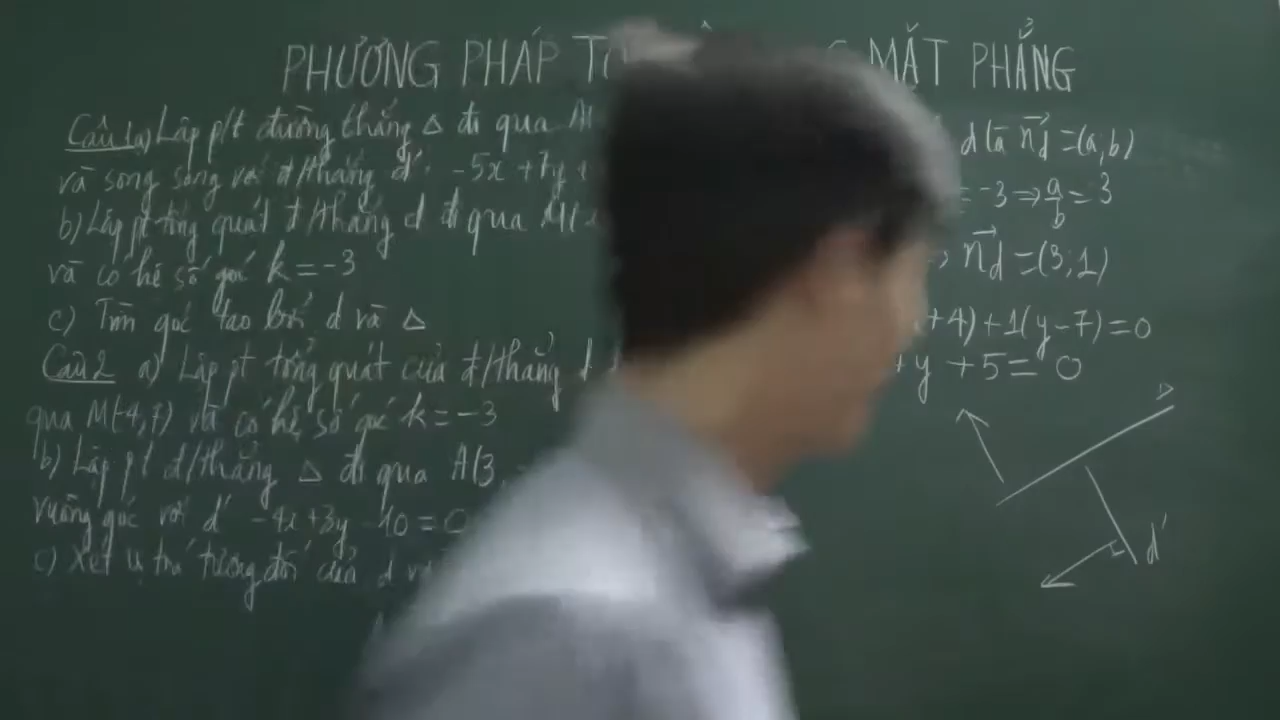 PHƯƠNG PHÁP MẶT PHẲNG
Câu 1 a) Lập p/t đường thẳng Δ đi qua A(
và song song với đ/thẳng d': -5x +7y +
b) Lập pt tổng quát đ/thẳng d đi qua M(
và có hệ số góc k = -3
c) Tìm góc tạo bởi d và Δ
Câu 2 a) Lập pt tổng quát của đ/thẳng d
qua M(-4,7) và có hệ số góc k = -3
b) Lập pt đ/thẳng Δ đi qua A(3,
vuông góc với d' -4x+3y -10 = 0
c) Xét vị trí tương đối của d và
d là n⃗d = (a,b)
= -3 ⇒ a/b = 3
n⃗d = (3;1)
+4) + 1(y-7) = 0
+y +5 = 0
d'